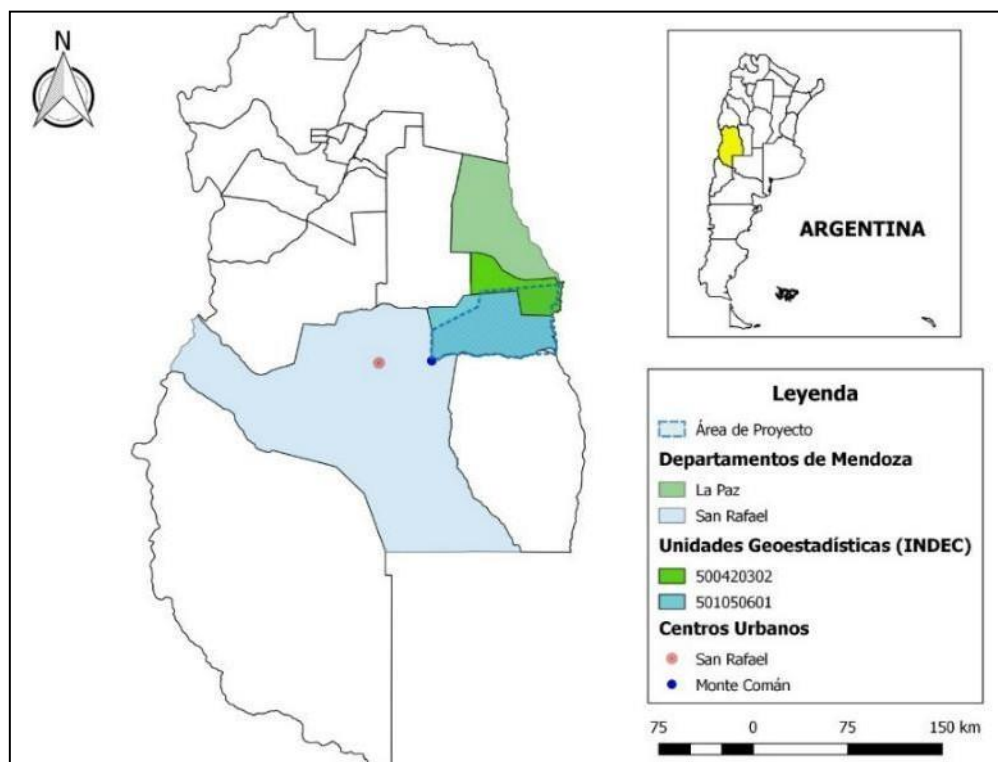 N
ARGENTINA
Leyenda
Área de Proyecto
Departamentos de Mendoza
La Paz
San Rafael
Unidades Geoestadísticas (INDEC)
500420302
501050601
Centros Urbanos
San Rafael
Monte Comán
75 0 75 150 km